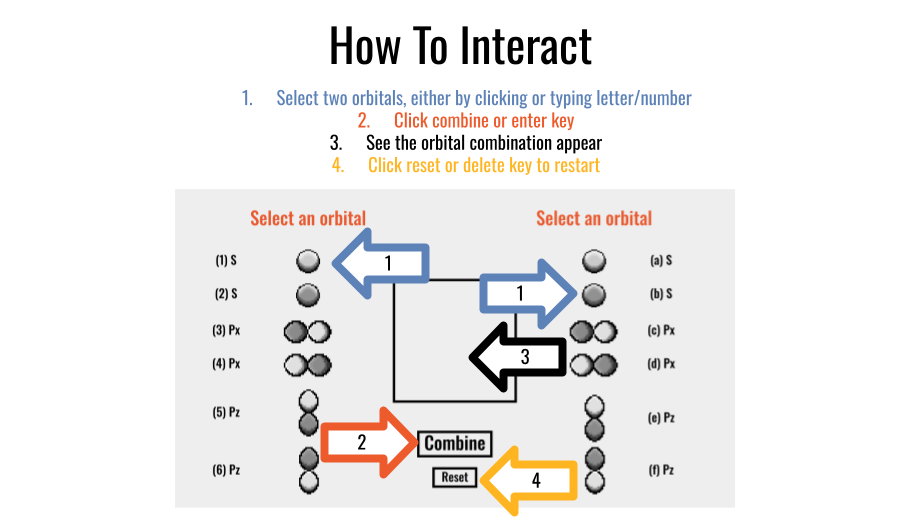 How To Interact
1. Select two orbitals, either by clicking or typing letter/number
2. Click combine or enter key
3. See the orbital combination appear
4. Click reset or delete key to restart
Select an orbital
Select an orbital
(1) S
1
(a) S
(2) S
1
(b) S
(3) Px
(c) Px
(4) Px
3
(d) Px
(5) Pz
(e) Pz
2
Combine
(6) Pz
Reset
4
(f) Pz